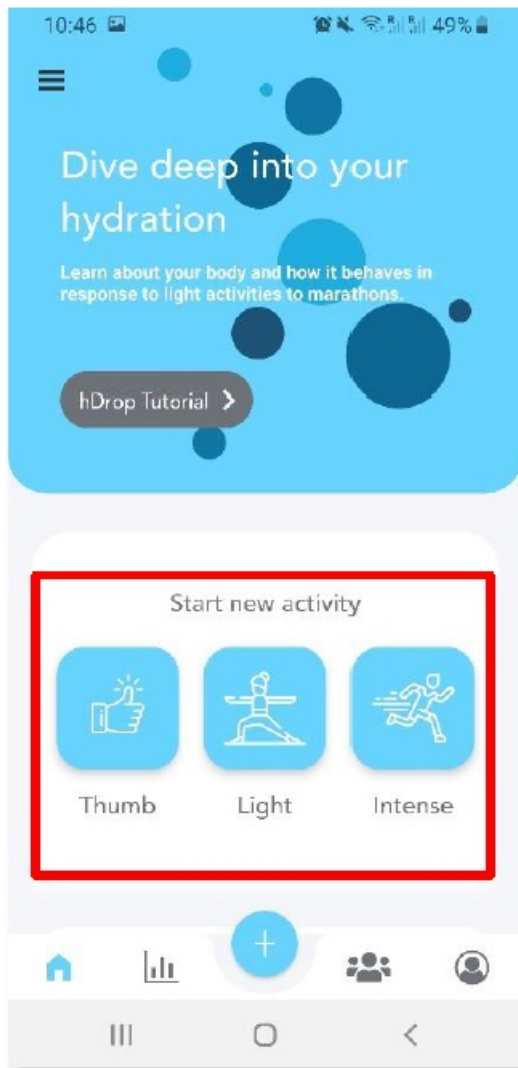 10:46 49%
Dive deep into your
hydration
Learn about your body and how it behaves in
response to light activities to marathons.
hDrop Tutorial
Start new activity
Thumb Light Intense